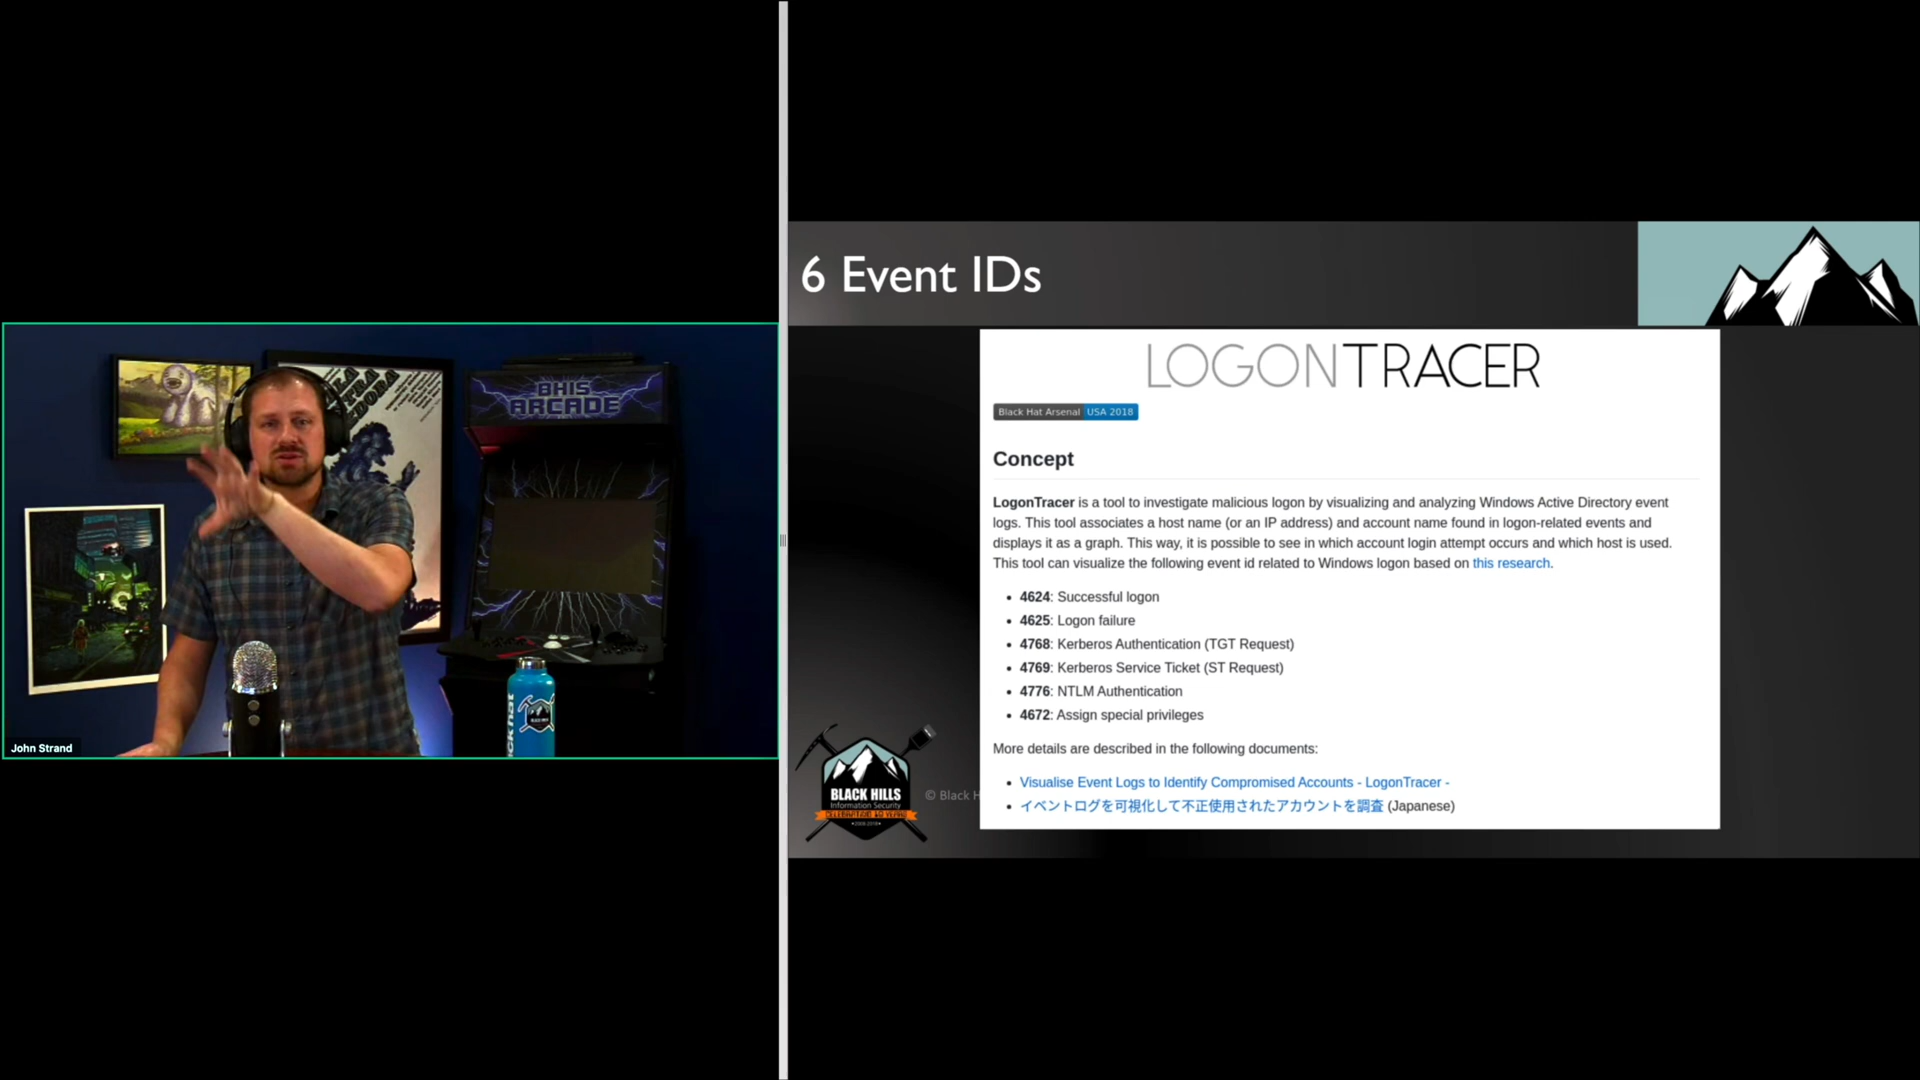 BHIS
ARCADE
John Strand
6 Event IDs
LOGONTRACER
Black Hat Arsenal USA 2018
Concept
LogonTracer is a tool to investigate malicious logon by visualizing and analyzing Windows Active Directory event
logs. This tool associates a host name (or an IP address) and account name found in logon-related events and
displays it as a graph. This way, it is possible to see in which account login attempt occurs and which host is used.
This tool can visualize the following event id related to Windows logon based on this research.
4624: Successful logon
4625: Logon failure
4768: Kerberos Authentication (TGT Request)
4769: Kerberos Service Ticket (ST Request)
4776: NTLM Authentication
4672: Assign special privileges
More details are described in the following documents:
Visualise Event Logs to Identify Compromised Accounts - LogonTracer -
イベントログを可視化して不正使用されたアカウントを調査 (Japanese)
BLACK HILLS
Information Security
© Black H